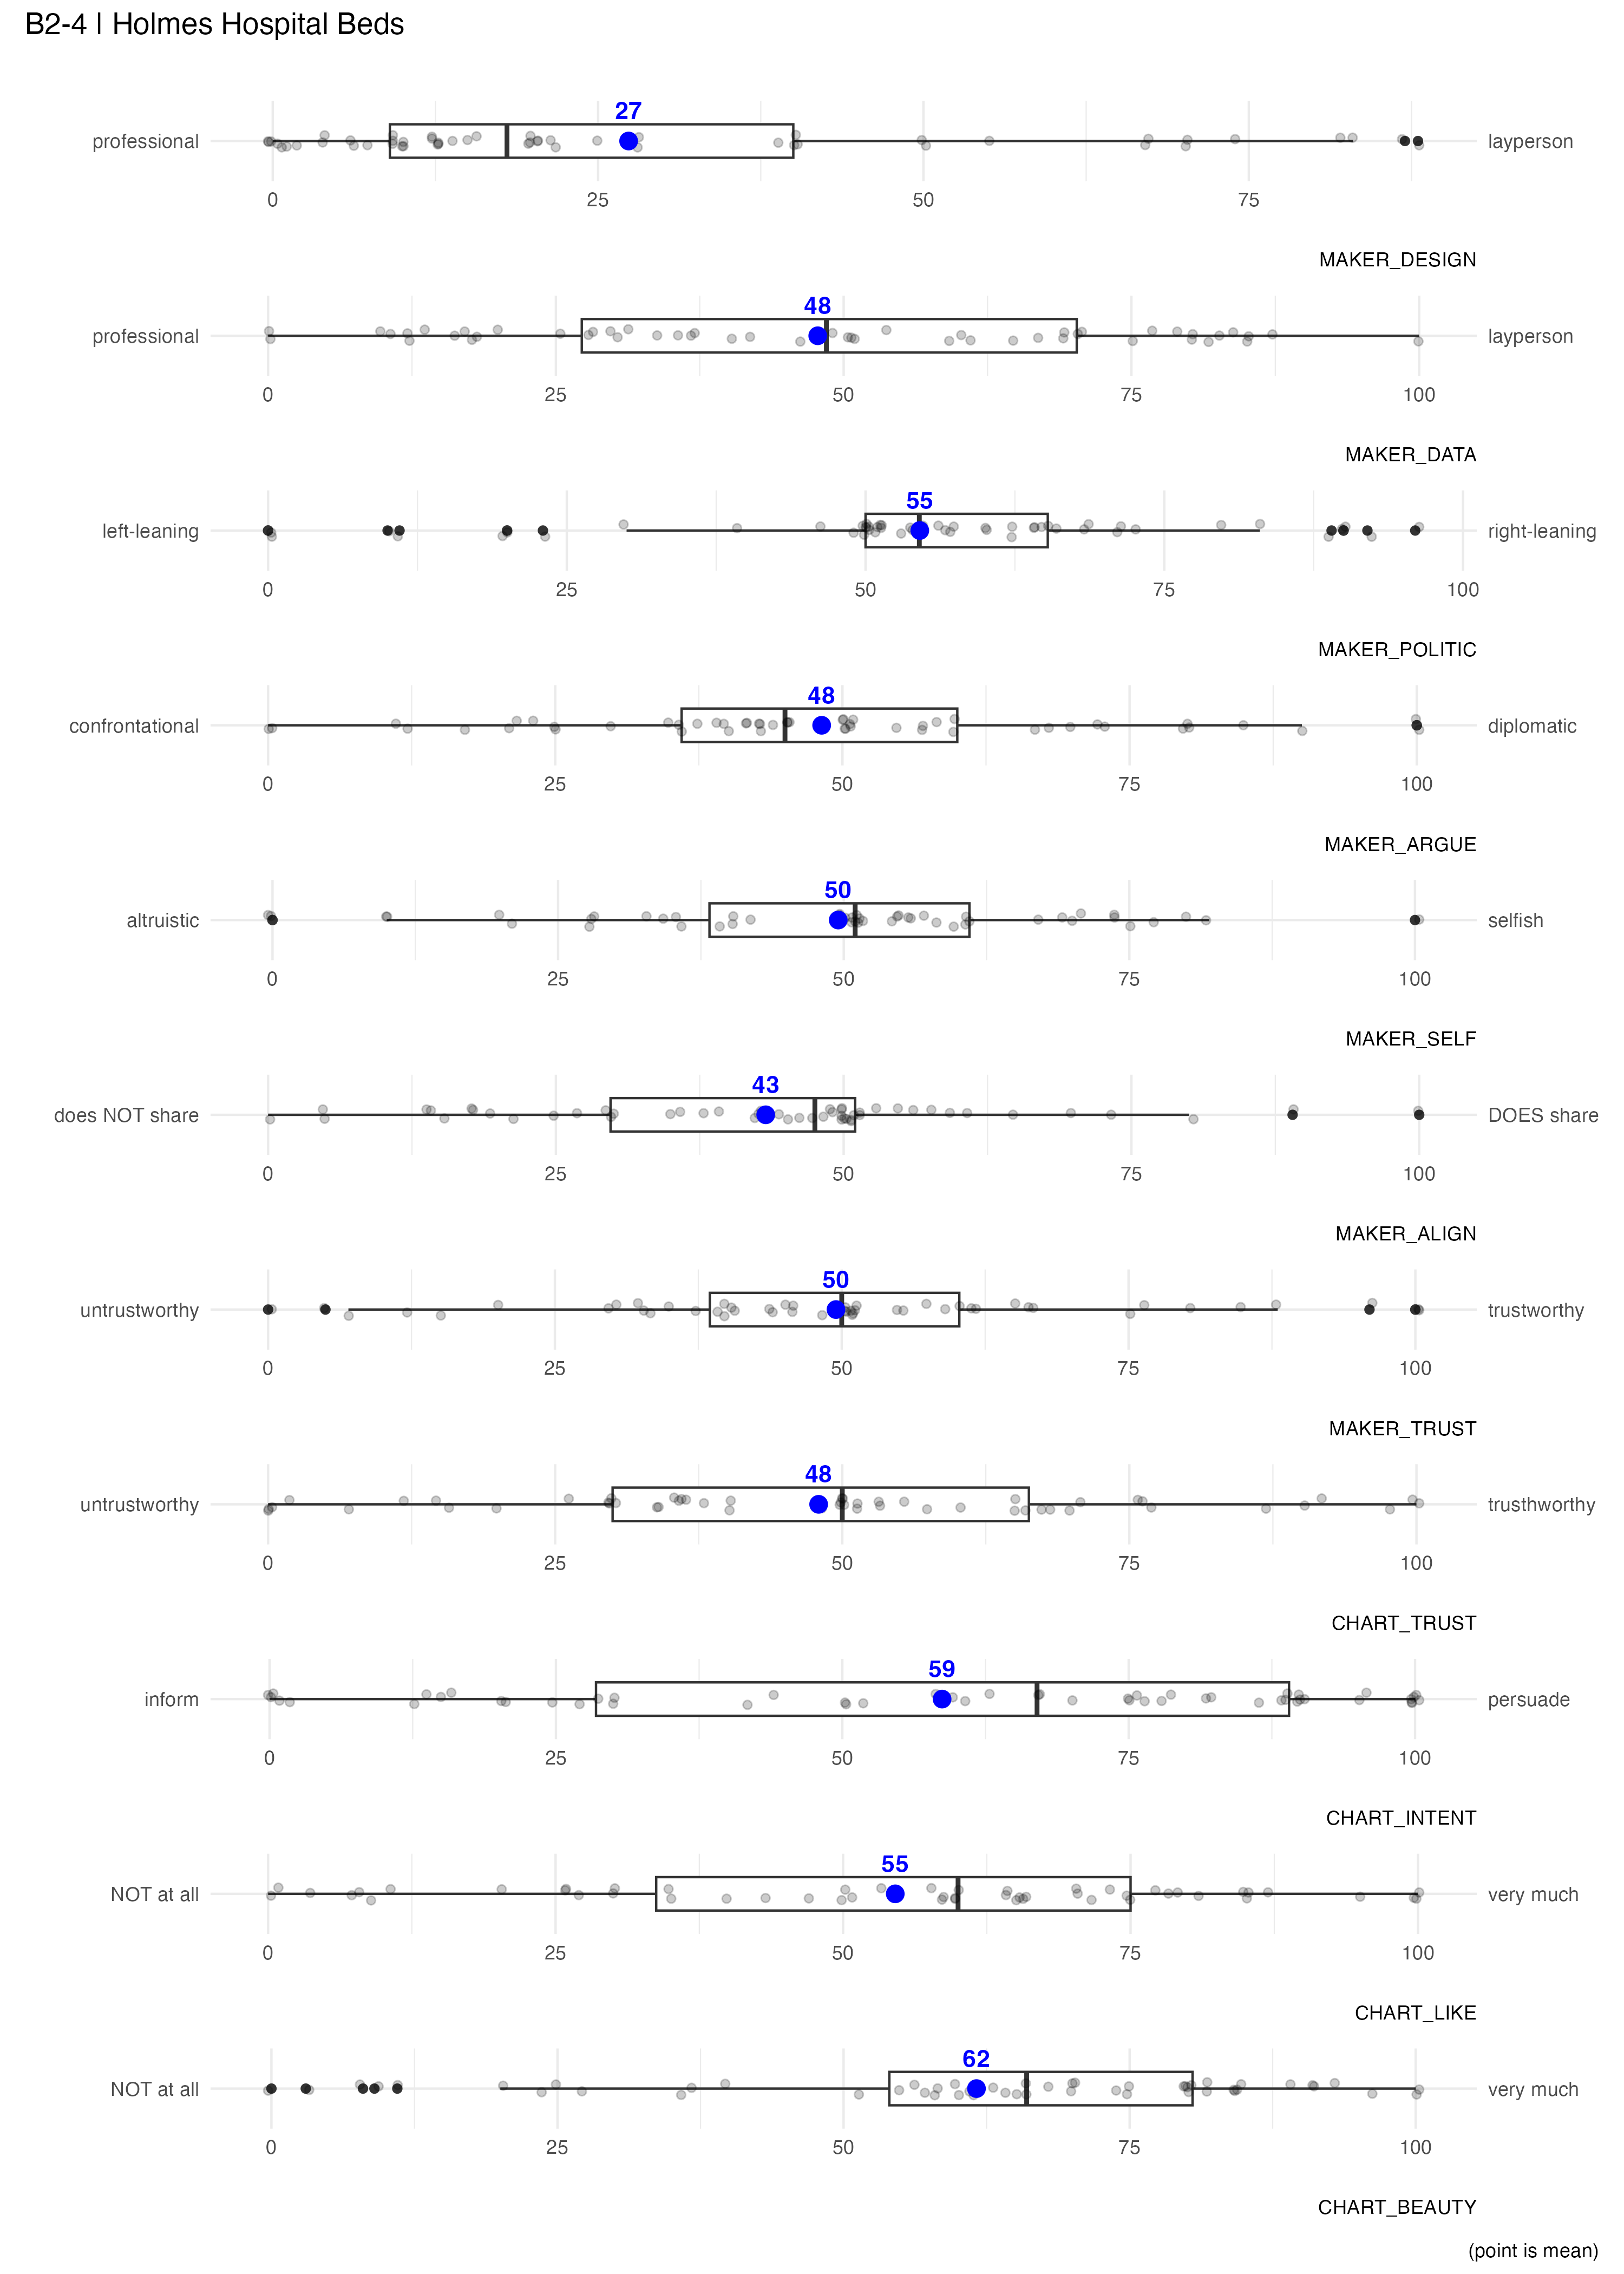 B2-4 | Holmes Hospital Beds
27
professional layperson
0 25 50 75
MAKER_DESIGN
48
professional layperson
0 25 50 75 100
MAKER_DATA
55
left-leaning right-leaning
0 25 50 75 100
MAKER_POLITIC
48
confrontational diplomatic
0 25 50 75 100
MAKER_ARGUE
50
altruistic selfish
0 25 50 75 100
MAKER_SELF
43
does NOT share DOES share
0 25 50 75 100
MAKER_ALIGN
50
untrustworthy trustworthy
0 25 50 75 100
MAKER_TRUST
48
untrustworthy trusthworthy
0 25 50 75 100
CHART_TRUST
59
inform persuade
0 25 50 75 100
CHART_INTENT
55
NOT at all very much
0 25 50 75 100
CHART_LIKE
62
NOT at all very much
0 25 50 75 100
CHART_BEAUTY
(point is mean)